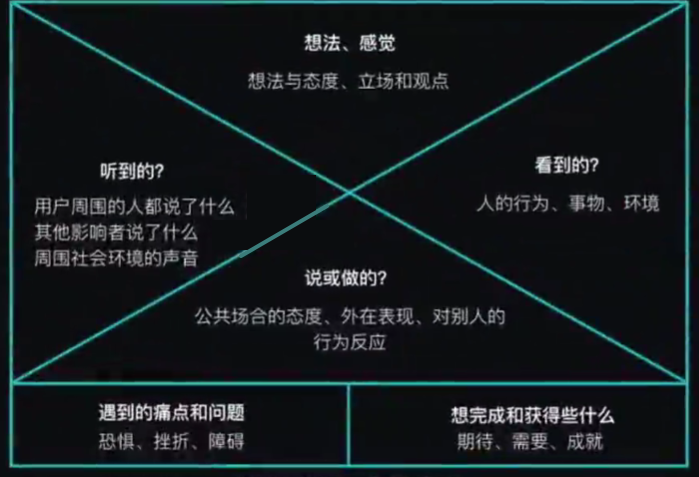 想法、感觉
想法与态度、立场和观点
听到的?
用户周围的人都说了什么
其他影响者说了什么
周围社会环境的声音
看到的?
人的行为、事物、环境
说或做的?
公共场合的态度、外在表现、对别人的
行为反应
遇到的痛点和问题
恐惧、挫折、障碍
想完成和获得些什么
期待、需要、成就